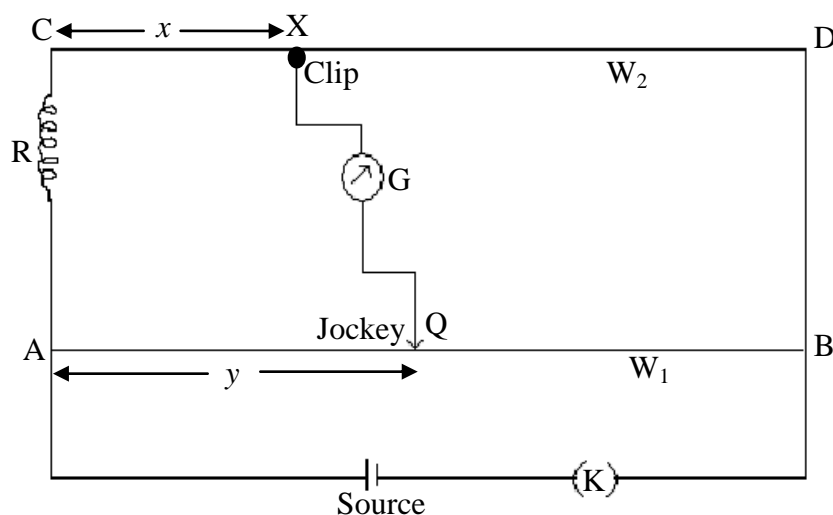 C x X D
Clip W₂
R G
Jockey Q
A B
y W₁
(K)
Source